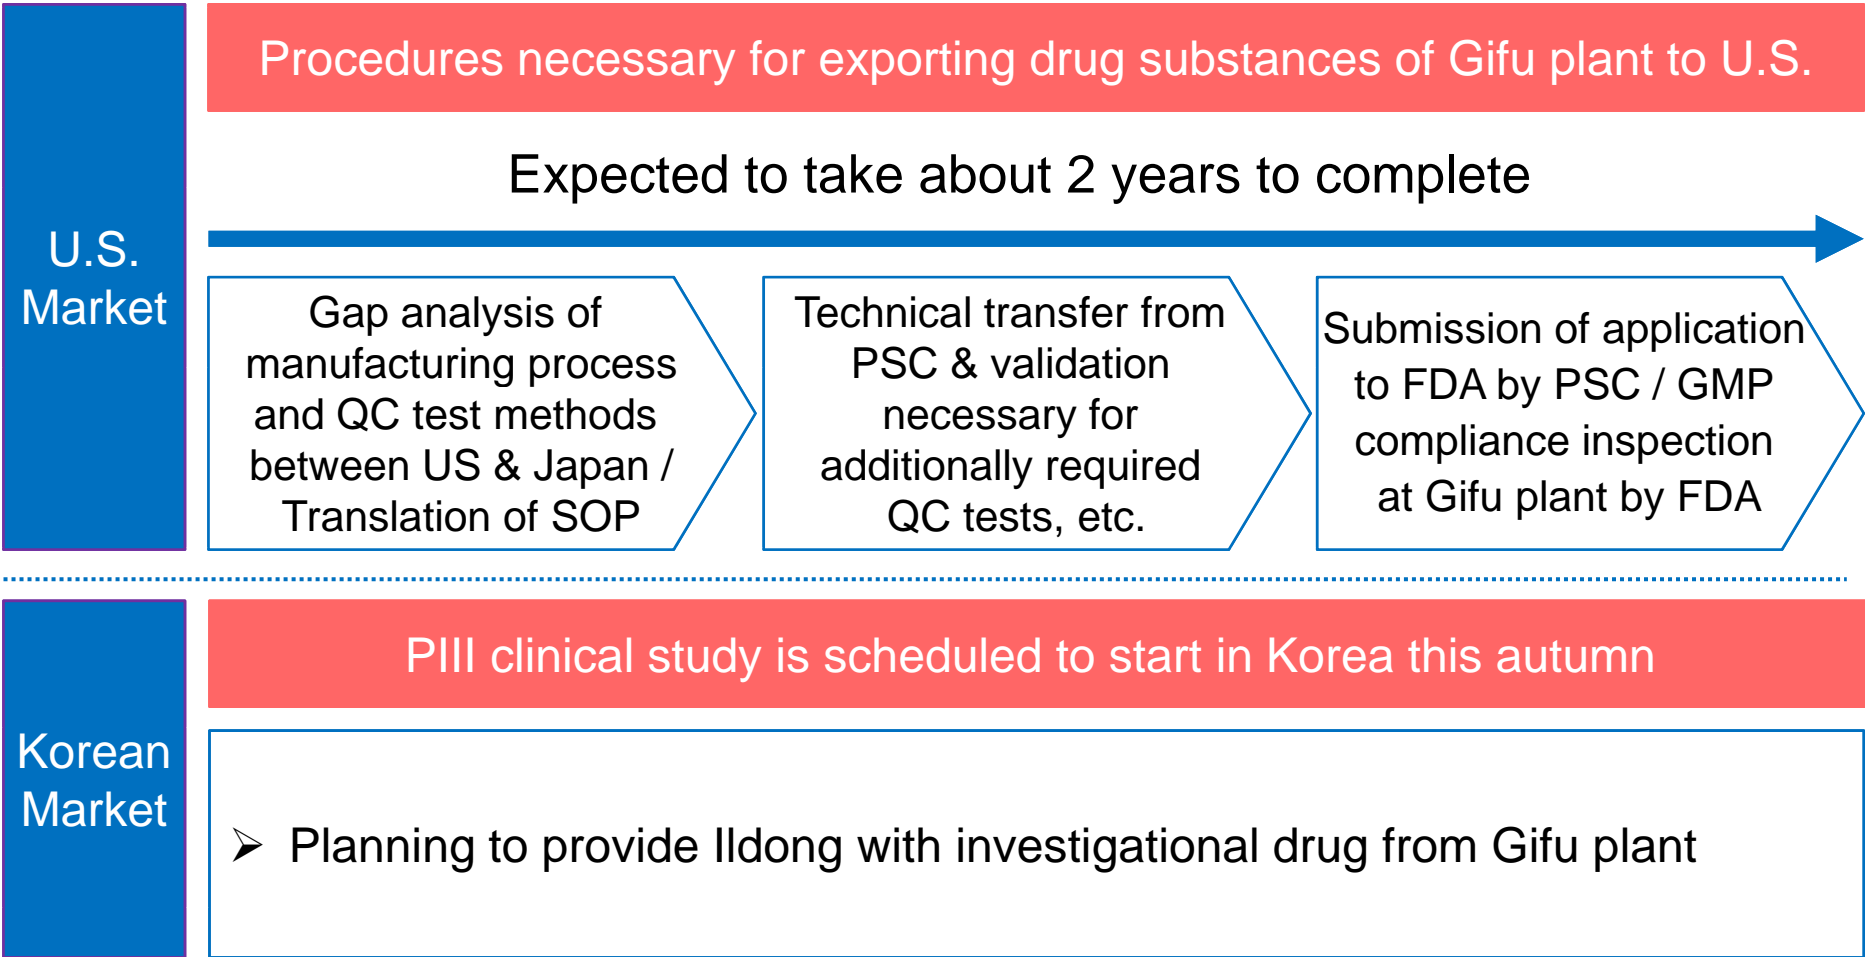 U.S.
Market
Procedures necessary for exporting drug substances of Gifu plant to U.S.
Expected to take about 2 years to complete
Gap analysis of
manufacturing process
and QC test methods
between US & Japan /
Translation of SOP
Technical transfer from
PSC & validation
necessary for
additionally required
QC tests, etc.
Submission of application
to FDA by PSC / GMP
compliance inspection
at Gifu plant by FDA
Korean
Market
PIII clinical study is scheduled to start in Korea this autumn
➢ Planning to provide Ildong with investigational drug from Gifu plant